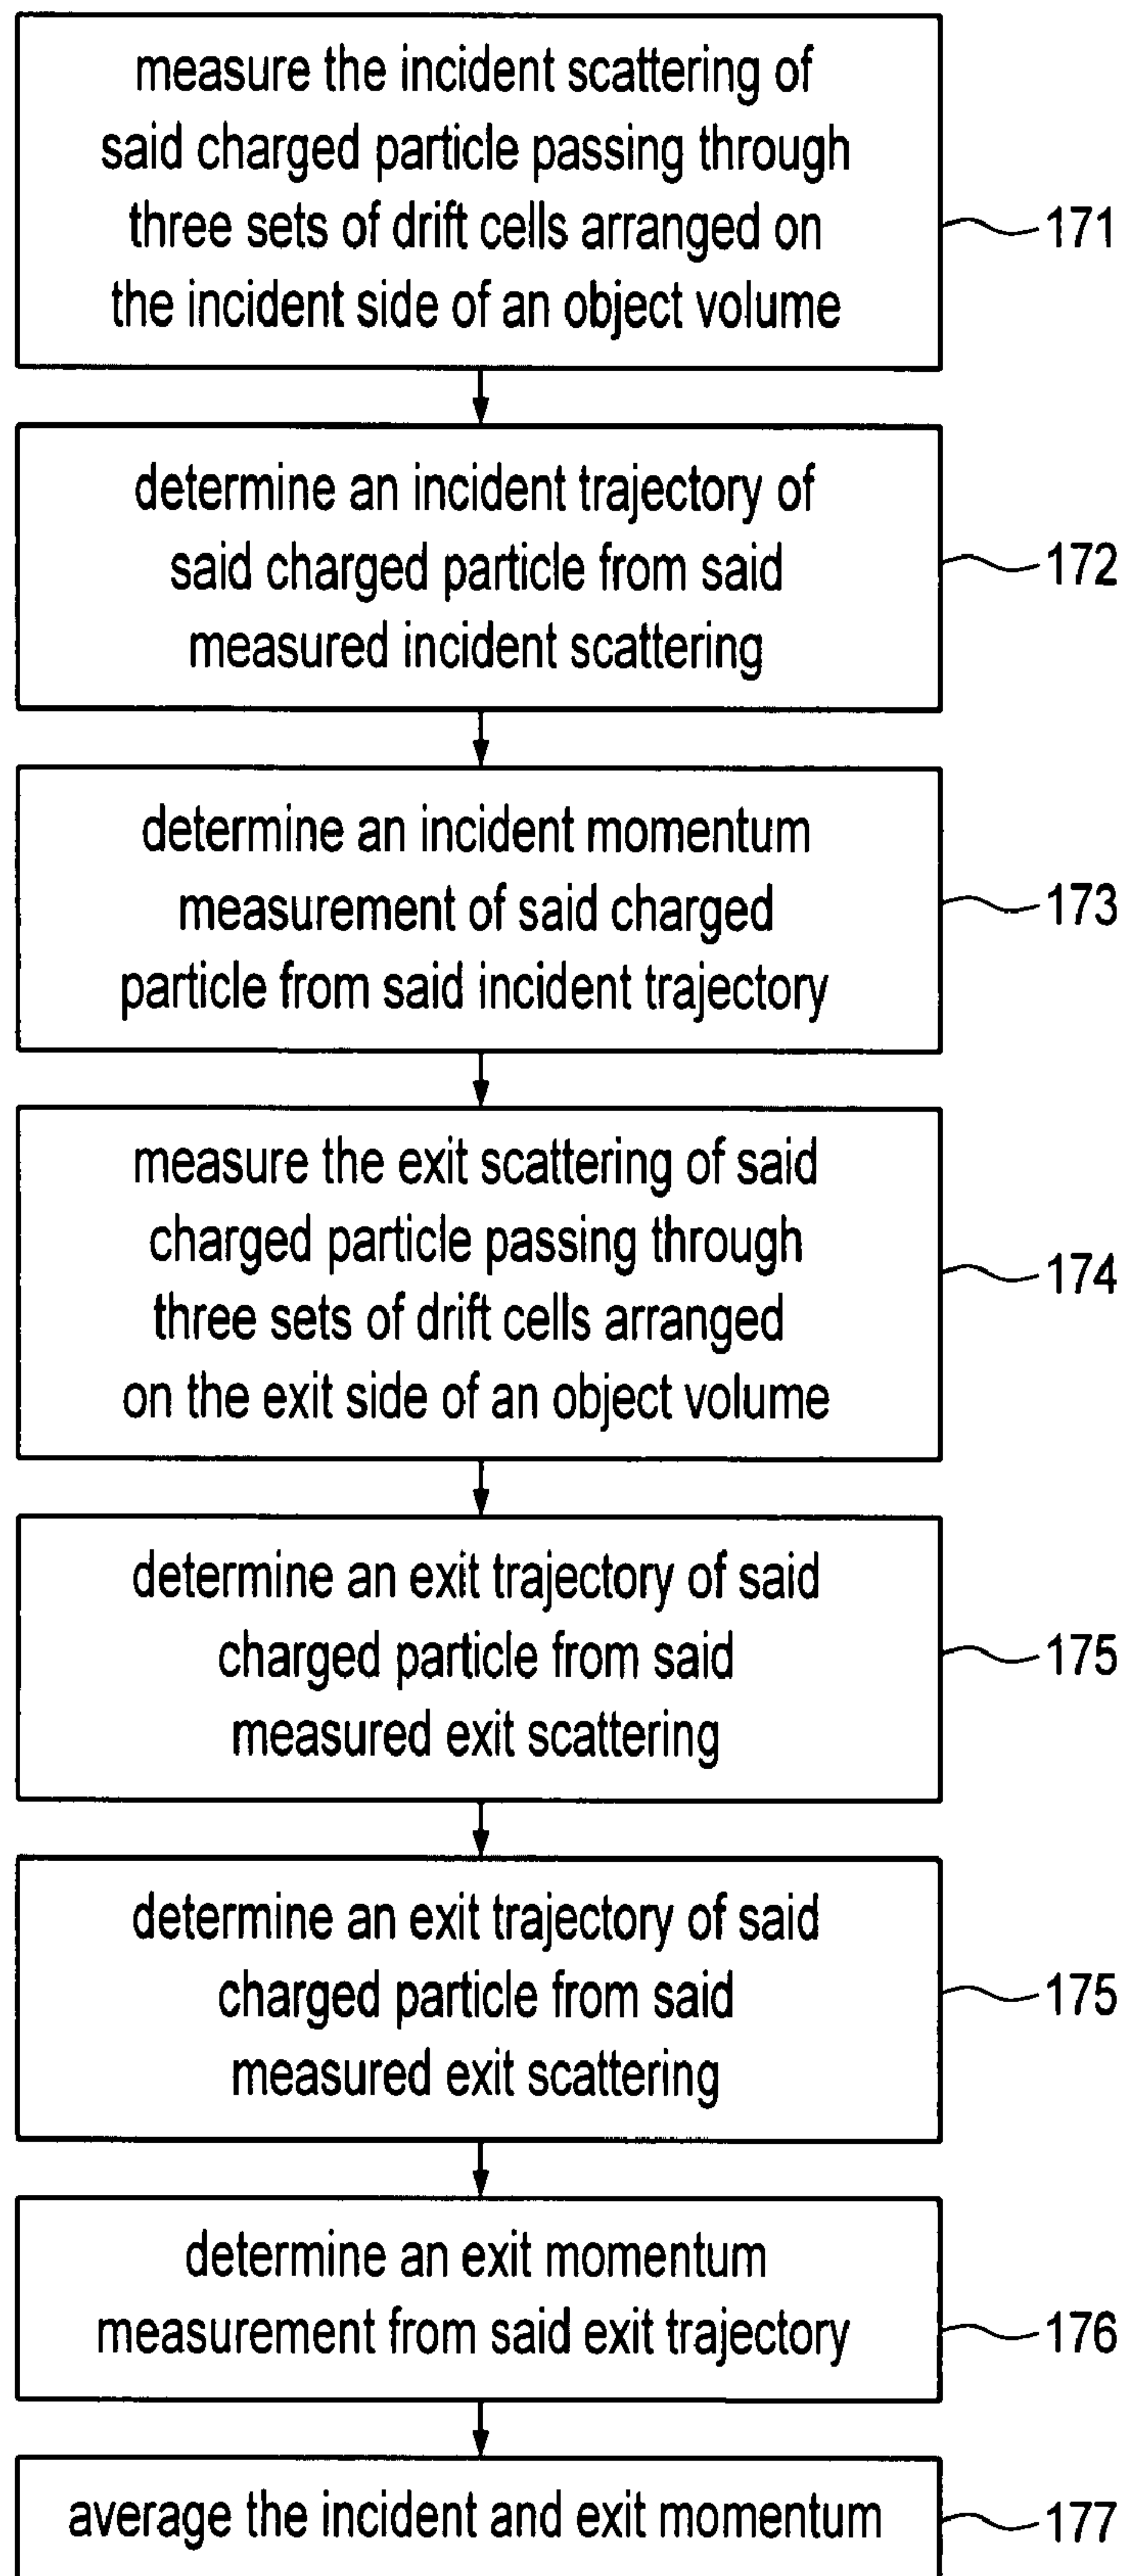 measure the incident scattering of
said charged particle passing through
three sets of drift cells arranged on
the incident side of an object volume
171
determine an incident trajectory of
said charged particle from said
measured incident scattering
172
determine an incident momentum
measurement of said charged
particle from said incident trajectory
173
measure the exit scattering of said
charged particle passing through
three sets of drift cells arranged
on the exit side of an object volume
174
determine an exit trajectory of said
charged particle from said
measured exit scattering
175
determine an exit trajectory of said
charged particle from said
measured exit scattering
175
determine an exit momentum
measurement from said exit trajectory
176
average the incident and exit momentum
177